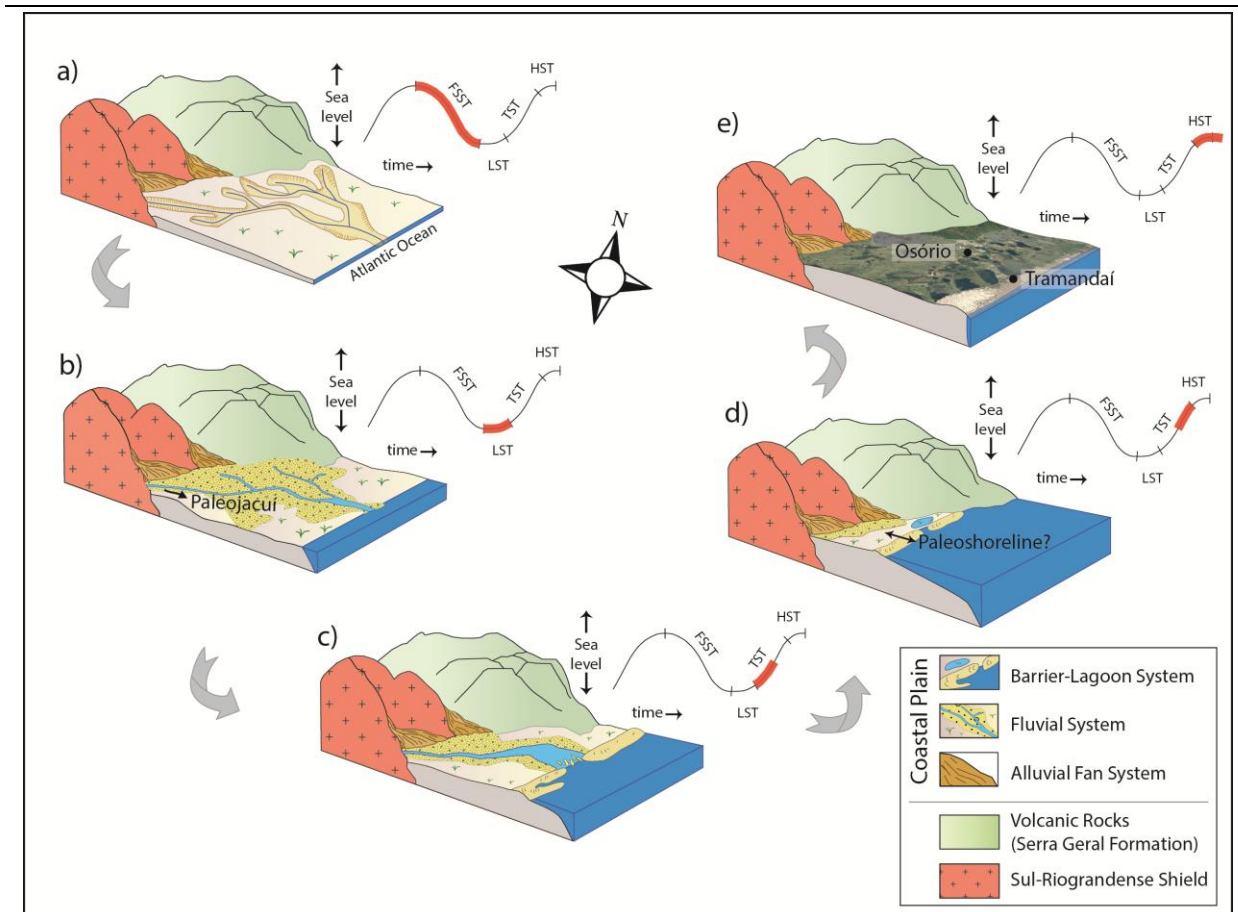 a)
Sea
level
FSST
LST
TST
HST
time
Atlantic Ocean
N
b)
Sea
level
FSST
LST
TST
HST
time
Paleojacuí
c)
Sea
level
FSST
LST
TST
HST
time
d)
Sea
level
FSST
LST
TST
HST
time
Paleoshoreline?
e)
Sea
level
FSST
LST
TST
HST
time
Osório
Tramandaí
Coastal Plain
Barrier-Lagoon System
Fluvial System
Alluvial Fan System
Volcanic Rocks
(Serra Geral Formation)
Sul-Riograndense Shield